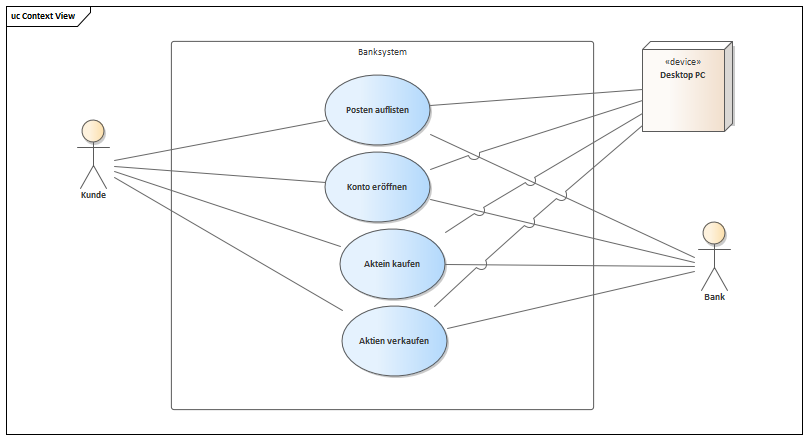 uc Context View
Banksystem
«device»
Desktop PC
Posten auflisten
Konto eröffnen
Kunde
Aktein kaufen
Bank
Aktien verkaufen